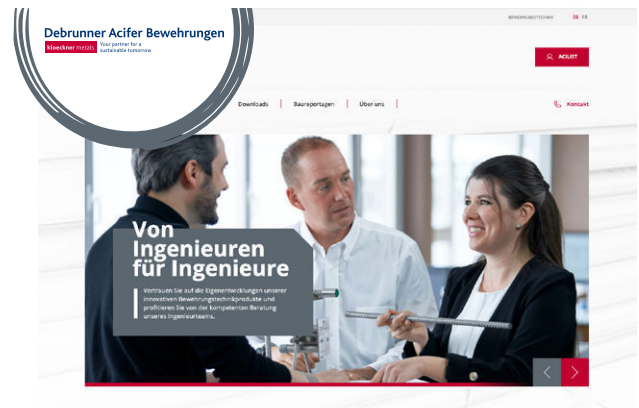 BEWEHRUNGSTECHNIK DE FR
Debrunner Acifer Bewehrungen
kloeckner metals Your partner for a
sustainable tomorrow
ACILIST
Downloads Baureportagen Über uns Kontakt
Von
Ingenieuren
für Ingenieure
Vertrauen Sie auf die Eigenentwicklungen unserer
innovativen Bewehrungstechnikprodukte und
profitieren Sie von der kompetenten Beratung
unseres Ingenieurteams.